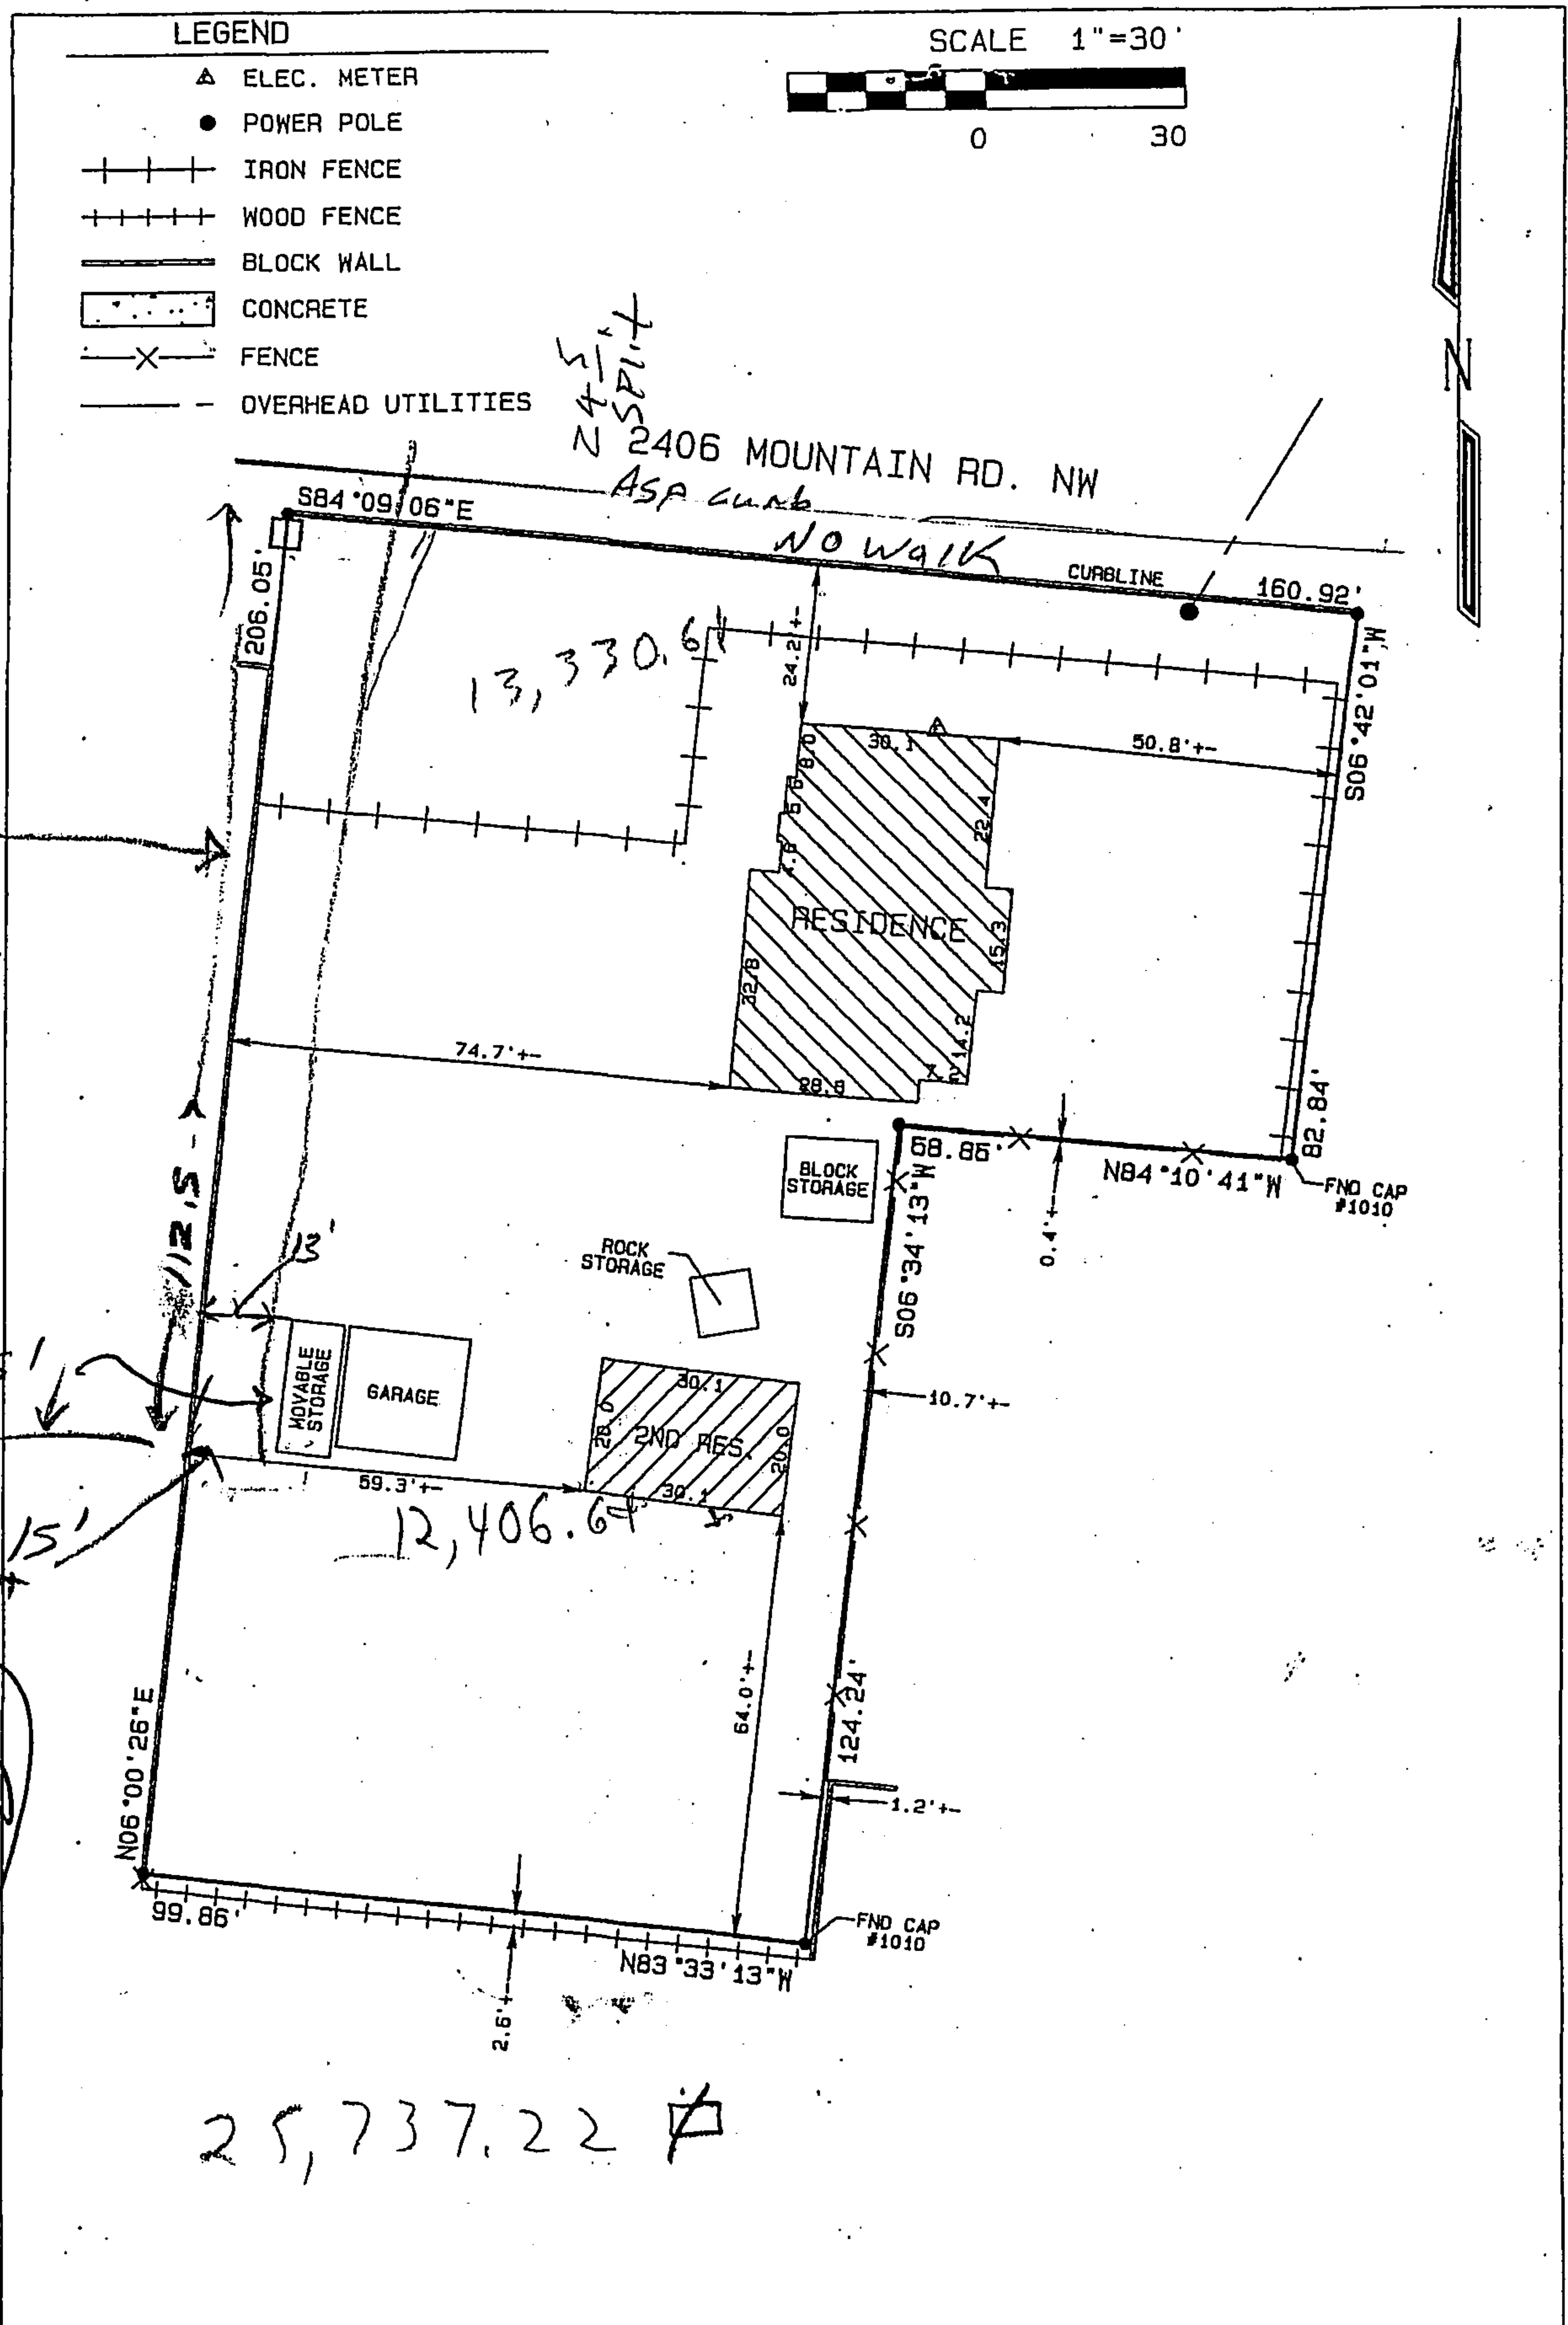 LEGEND
ELEC. METER
POWER POLE
IRON FENCE
WOOD FENCE
BLOCK WALL
CONCRETE
FENCE
OVERHEAD UTILITIES
SCALE 1"=30'
0 30
N
SPLIT
2406 MOUNTAIN RD. NW
ASP curb
S84°09'06"E
NO WALK
CURBLINE
160.92'
206.05'
13,330.61
24.2'+-
S06°42'01"W
30.1
50.8'+-
8.0
22.4
RESIDENCE
15.3
32.8
14.2
74.7'+-
28.8
82.84'
BLOCK
STORAGE
N84°10'41"W
FND CAP
#1010
112.5
S06°34'13"W
0.4'+-
13'
ROCK
STORAGE
MOVABLE
STORAGE
GARAGE
30.1
10.7'+-
20.0
2ND RES.
20.0
59.3'+-
30.1
12,406.64
15'
64.0'+-
N06°00'26"E
124.24'
1.2'+-
99.86'
FND CAP
#1010
N83°33'13"W
2.6'+-
25,737.22